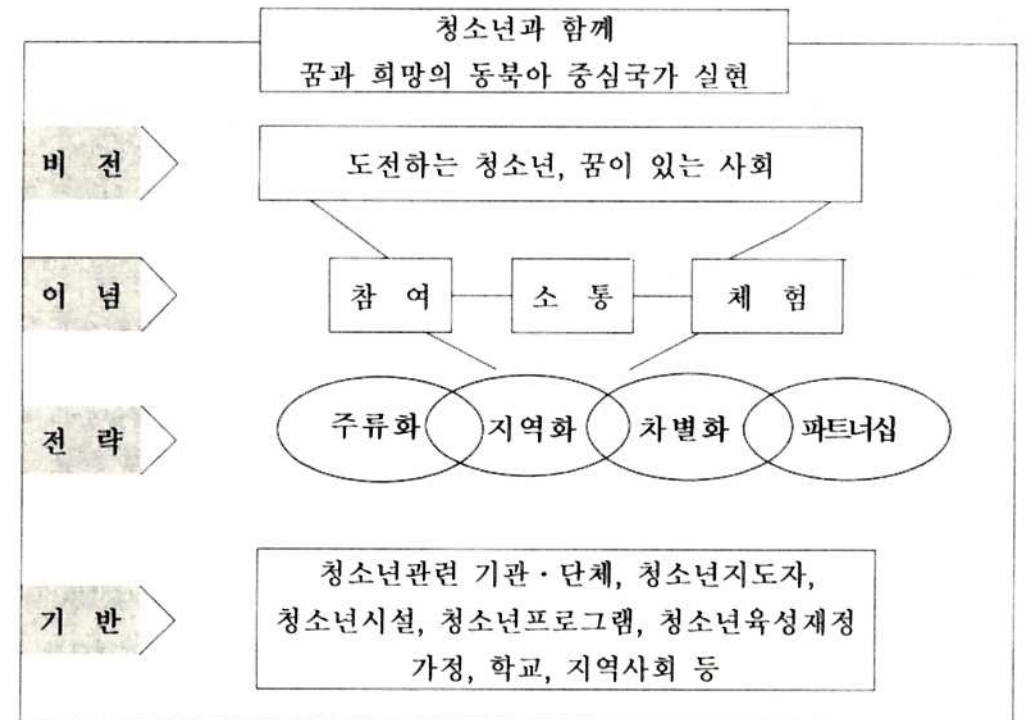 청소년과 함께
꿈과 희망의 동북아 중심국가 실현
비 전
도전하는 청소년, 꿈이 있는 사회
이 념
참 여
소 통
체 험
전 략
주류화
지역화
차별화
파트너십
기 반
청소년관련 기관·단체, 청소년지도자,
청소년시설, 청소년프로그램, 청소년육성재정
가정, 학교, 지역사회 등